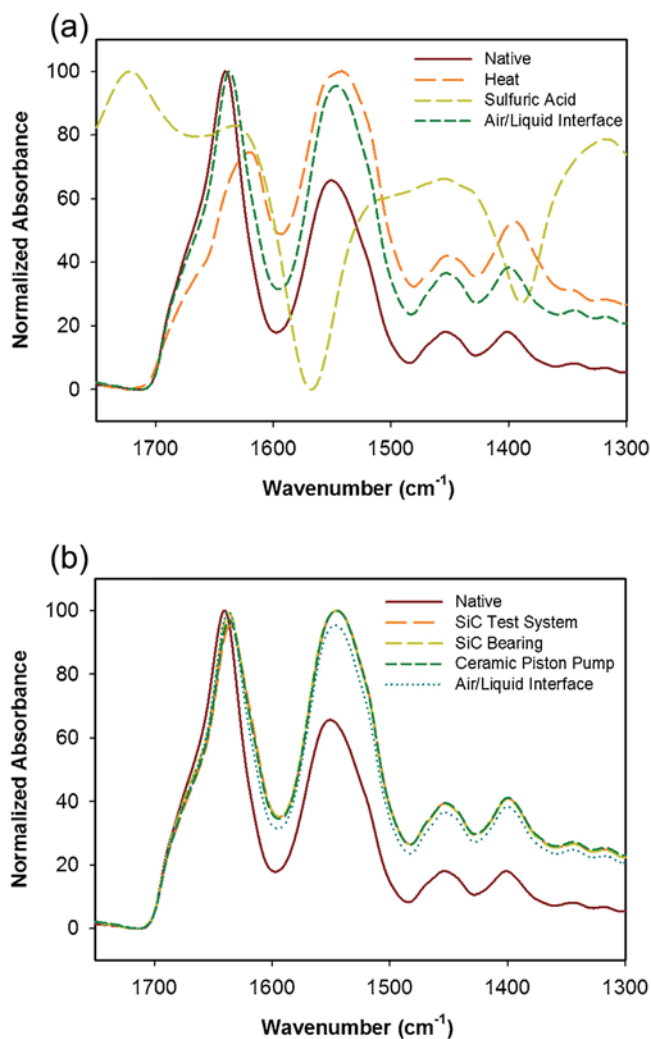 (a)
Normalized Absorbance
100
80
60
40
20
0
Native
Heat
Sulfuric Acid
Air/Liquid Interface
1700
1600
1500
1400
1300
Wavenumber (cm⁻¹)
(b)
Normalized Absorbance
100
80
60
40
20
0
Native
SiC Test System
SiC Bearing
Ceramic Piston Pump
Air/Liquid Interface
1700
1600
1500
1400
1300
Wavenumber (cm⁻¹)